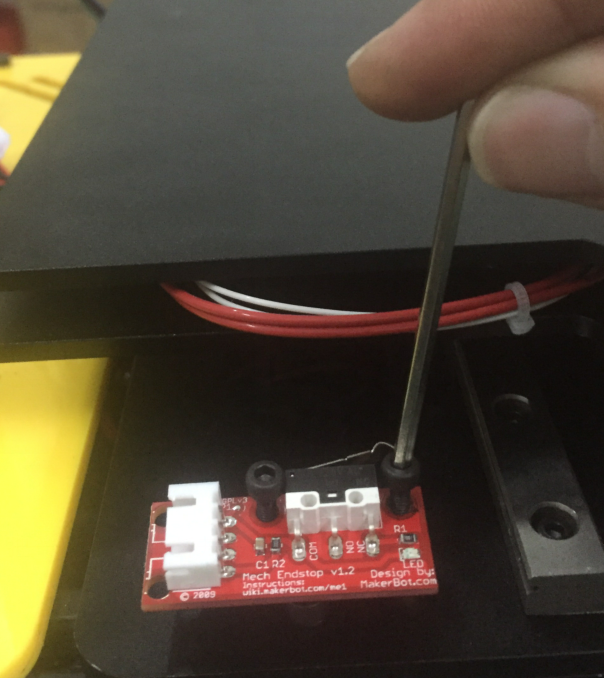 COM
NO
NC
R1
LED
C1 R2
Mech Endstop v1.2
Instructions:
wiki.makerbot.com/me1
Design by:
MakerBot.com
© 2009